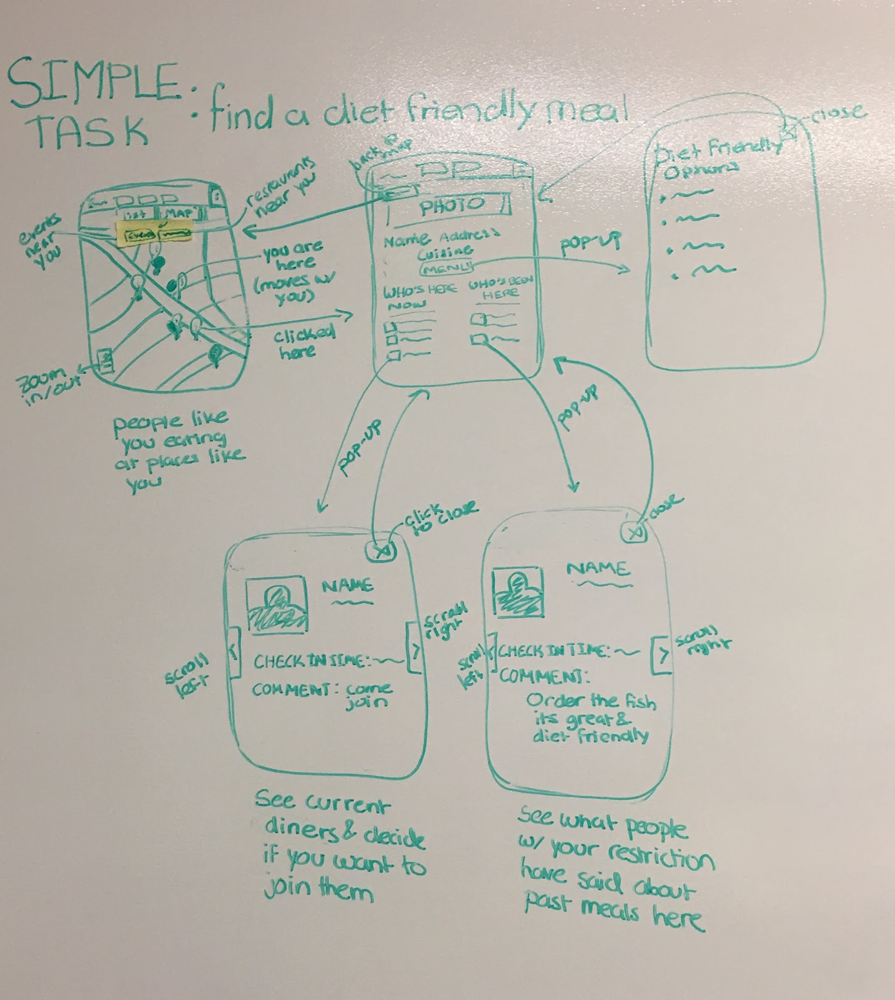 SIMPLE
TASK
: find a diet friendly meal
events
near
you
restaurants
near you
List
MAP
Event
you are
here
(moves w/
you)
clicked
here
zoom
in/out
people like
you eating
at places like
you
back to
map
PHOTO
Name Address
Cuisine
MENU
WHO'S HERE
NOW
WHO'S BEEN
HERE
POP-UP
close
Diet Friendly
Options
POP-UP
POP-UP
click
to close
NAME
scroll
left
scroll
right
CHECK IN TIME:
COMMENT: come
join
See current
diners & decide
if you want to
join them
close
NAME
scroll
left
scroll
right
CHECK IN TIME:
COMMENT:
Order the fish
its great &
diet friendly
See what people
w/ your restriction
have said about
past meals here